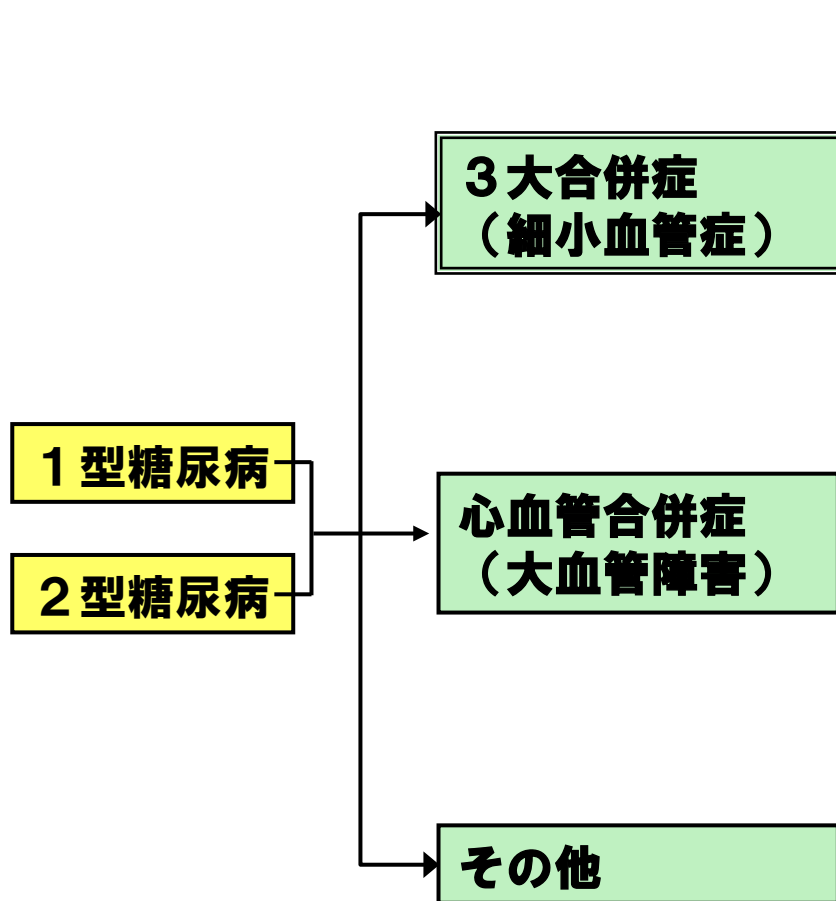 ３大合併症
（細小血管症）
１型糖尿病
２型糖尿病
心血管合併症
（大血管障害）
その他